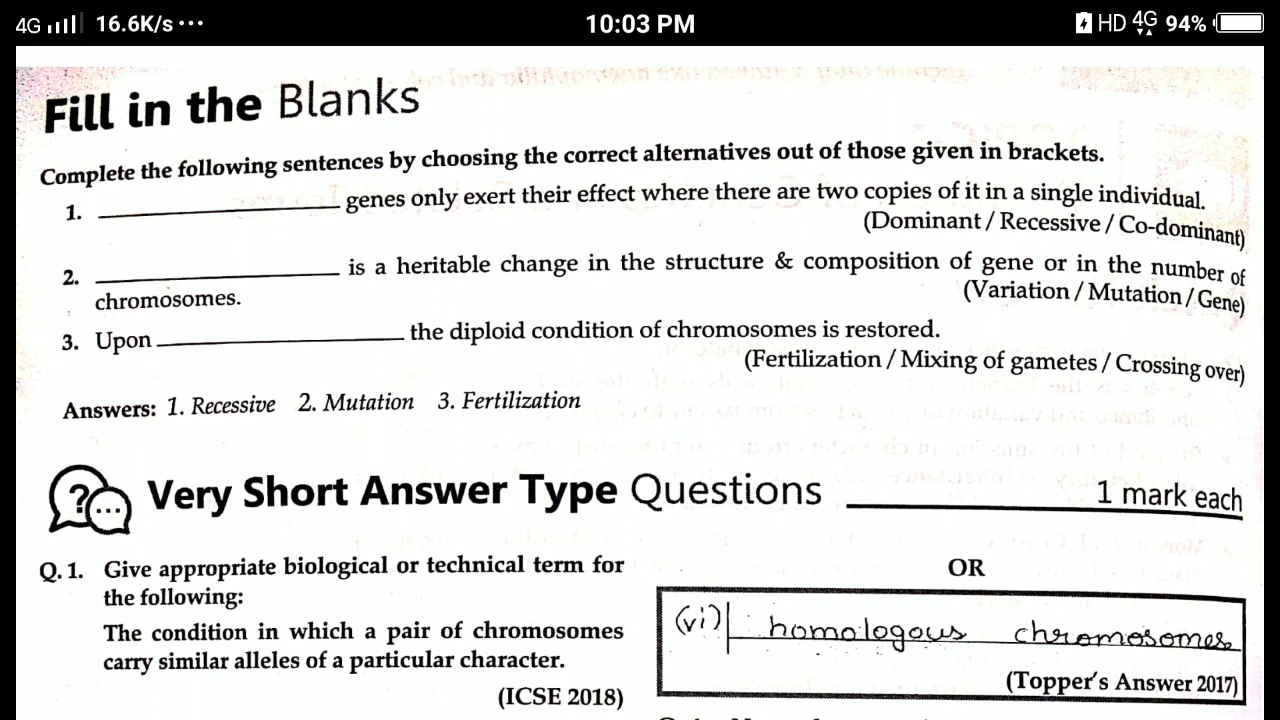 4G 16.6K/s ··· 10:03 PM HD 4G 94%
Fill in the Blanks
Complete the following sentences by choosing the correct alternatives out of those given in brackets.
1. ____________ genes only exert their effect where there are two copies of it in a single individual.
(Dominant / Recessive / Co-dominant)
2. ____________ is a heritable change in the structure & composition of gene or in the number of
chromosomes.
(Variation / Mutation / Gene)
3. Upon ____________ the diploid condition of chromosomes is restored.
(Fertilization / Mixing of gametes / Crossing over)
Answers: 1. Recessive 2. Mutation 3. Fertilization
?... Very Short Answer Type Questions 1 mark each
Q. 1. Give appropriate biological or technical term for
the following:
The condition in which a pair of chromosomes
carry similar alleles of a particular character.
(ICSE 2018)
OR
(vi) homologous chromosomes
(Topper's Answer 2017)